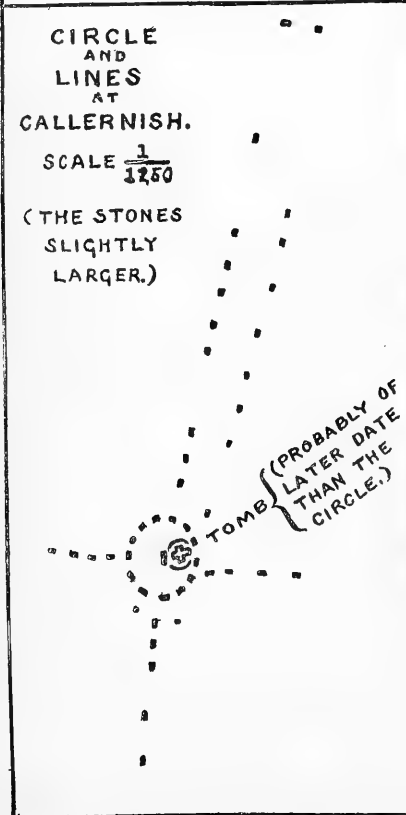 CIRCLE
AND
LINES
AT
CALLERNISH.
SCALE 1/1250
(THE STONES
SLIGHTLY
LARGER.)
TOMB { (PROBABLY OF
LATER DATE
THAN THE
CIRCLE.)